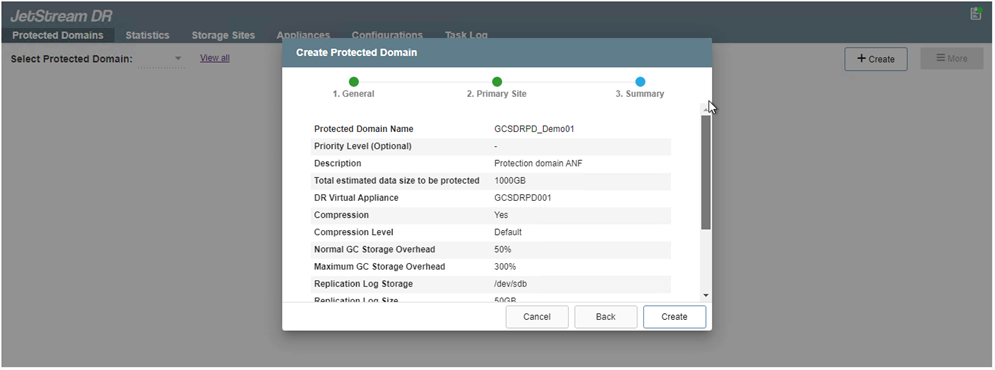 JetStream DR
Protected Domains Statistics Storage Sites Appliances Configurations Task Log
Select Protected Domain: View all
+ Create
More
Create Protected Domain
1. General 2. Primary Site 3. Summary
Protected Domain Name GCSDRPD_Demo01
Priority Level (Optional) -
Description Protection domain ANF
Total estimated data size to be protected 1000GB
DR Virtual Appliance GCSDRPD001
Compression Yes
Compression Level Default
Normal GC Storage Overhead 50%
Maximum GC Storage Overhead 300%
Replication Log Storage /dev/sdb
Replication Log Size 50GB
Cancel Back Create